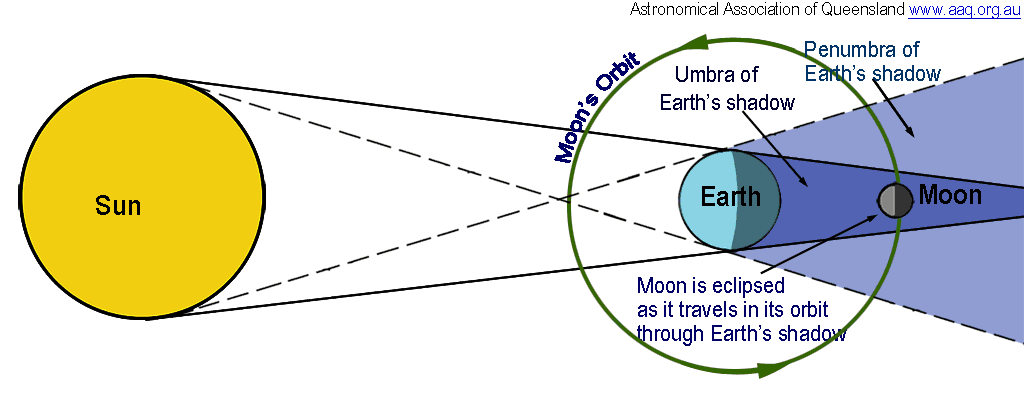 Astronomical Association of Queensland www.aaq.org.au
Moon's Orbit
Umbra of
Earth's shadow
Penumbra of
Earth's shadow
Sun
Earth
Moon
Moon is eclipsed
as it travels in its orbit
through Earth's shadow